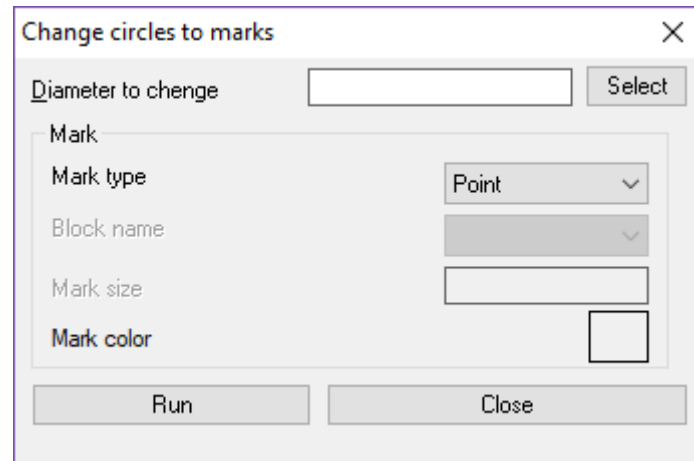 Change circles to marks
Diameter to chenge Select
Mark
Mark type Point
Block name
Mark size
Mark color
Run Close